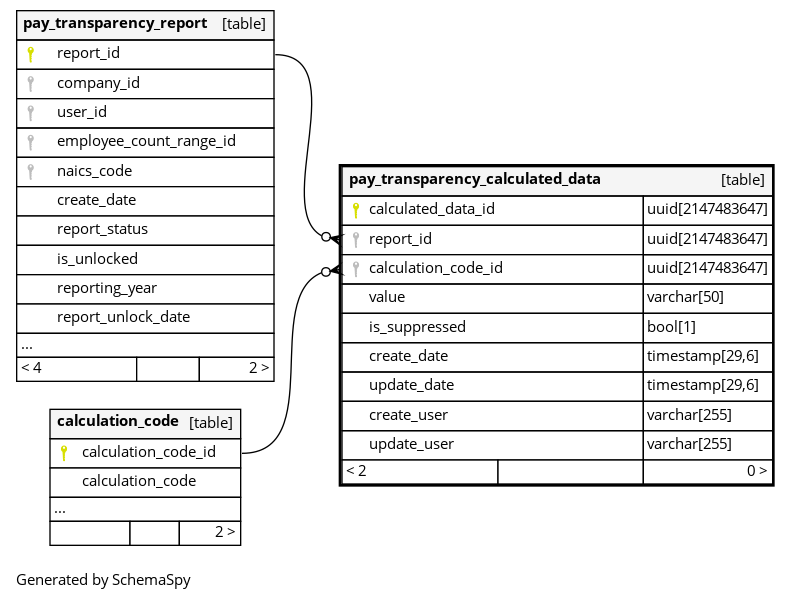 pay_transparency_report [table]
report_id
company_id
user_id
employee_count_range_id
naics_code
create_date
report_status
is_unlocked
reporting_year
report_unlock_date
...
< 4 2 >
pay_transparency_calculated_data [table]
calculated_data_id uuid[2147483647]
report_id uuid[2147483647]
calculation_code_id uuid[2147483647]
value varchar[50]
is_suppressed bool[1]
create_date timestamp[29,6]
update_date timestamp[29,6]
create_user varchar[255]
update_user varchar[255]
< 2 0 >
calculation_code [table]
calculation_code_id
calculation_code
...
2 >
Generated by SchemaSpy